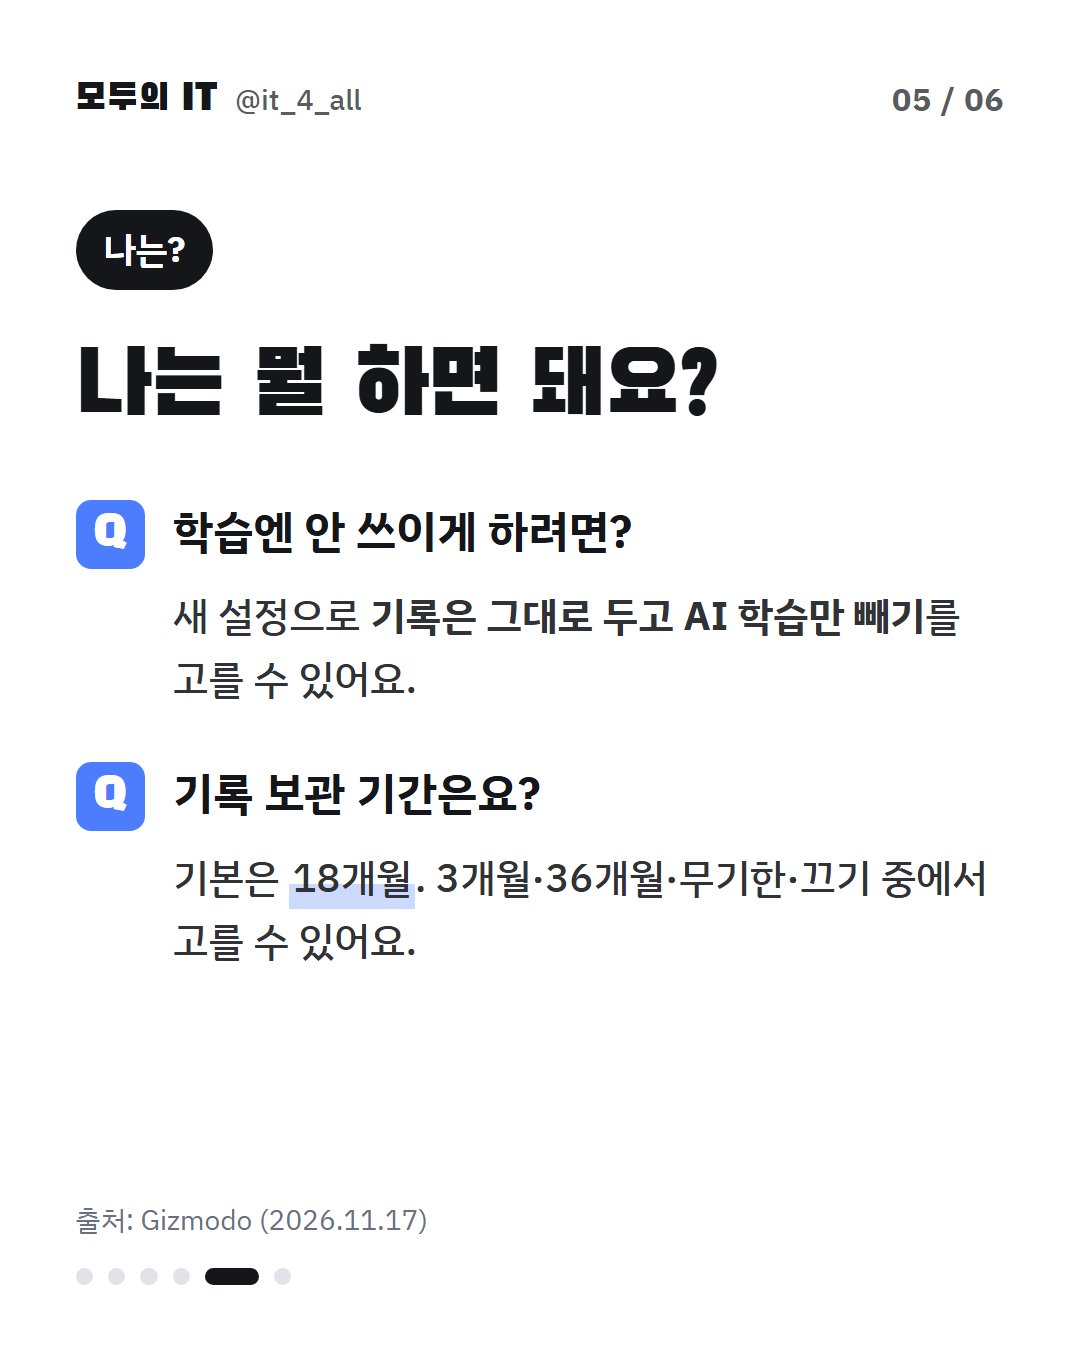 모두의 IT @it_4_all
05 / 06
나는?
나는 뭘 하면 돼요?
Q 학습엔 안 쓰이게 하려면?
새 설정으로 기록은 그대로 두고 AI 학습만 빼기를
고를 수 있어요.
Q 기록 보관 기간은요?
기본은 18개월. 3개월·36개월·무기한·끄기 중에서
고를 수 있어요.
출처: Gizmodo (2026.11.17)